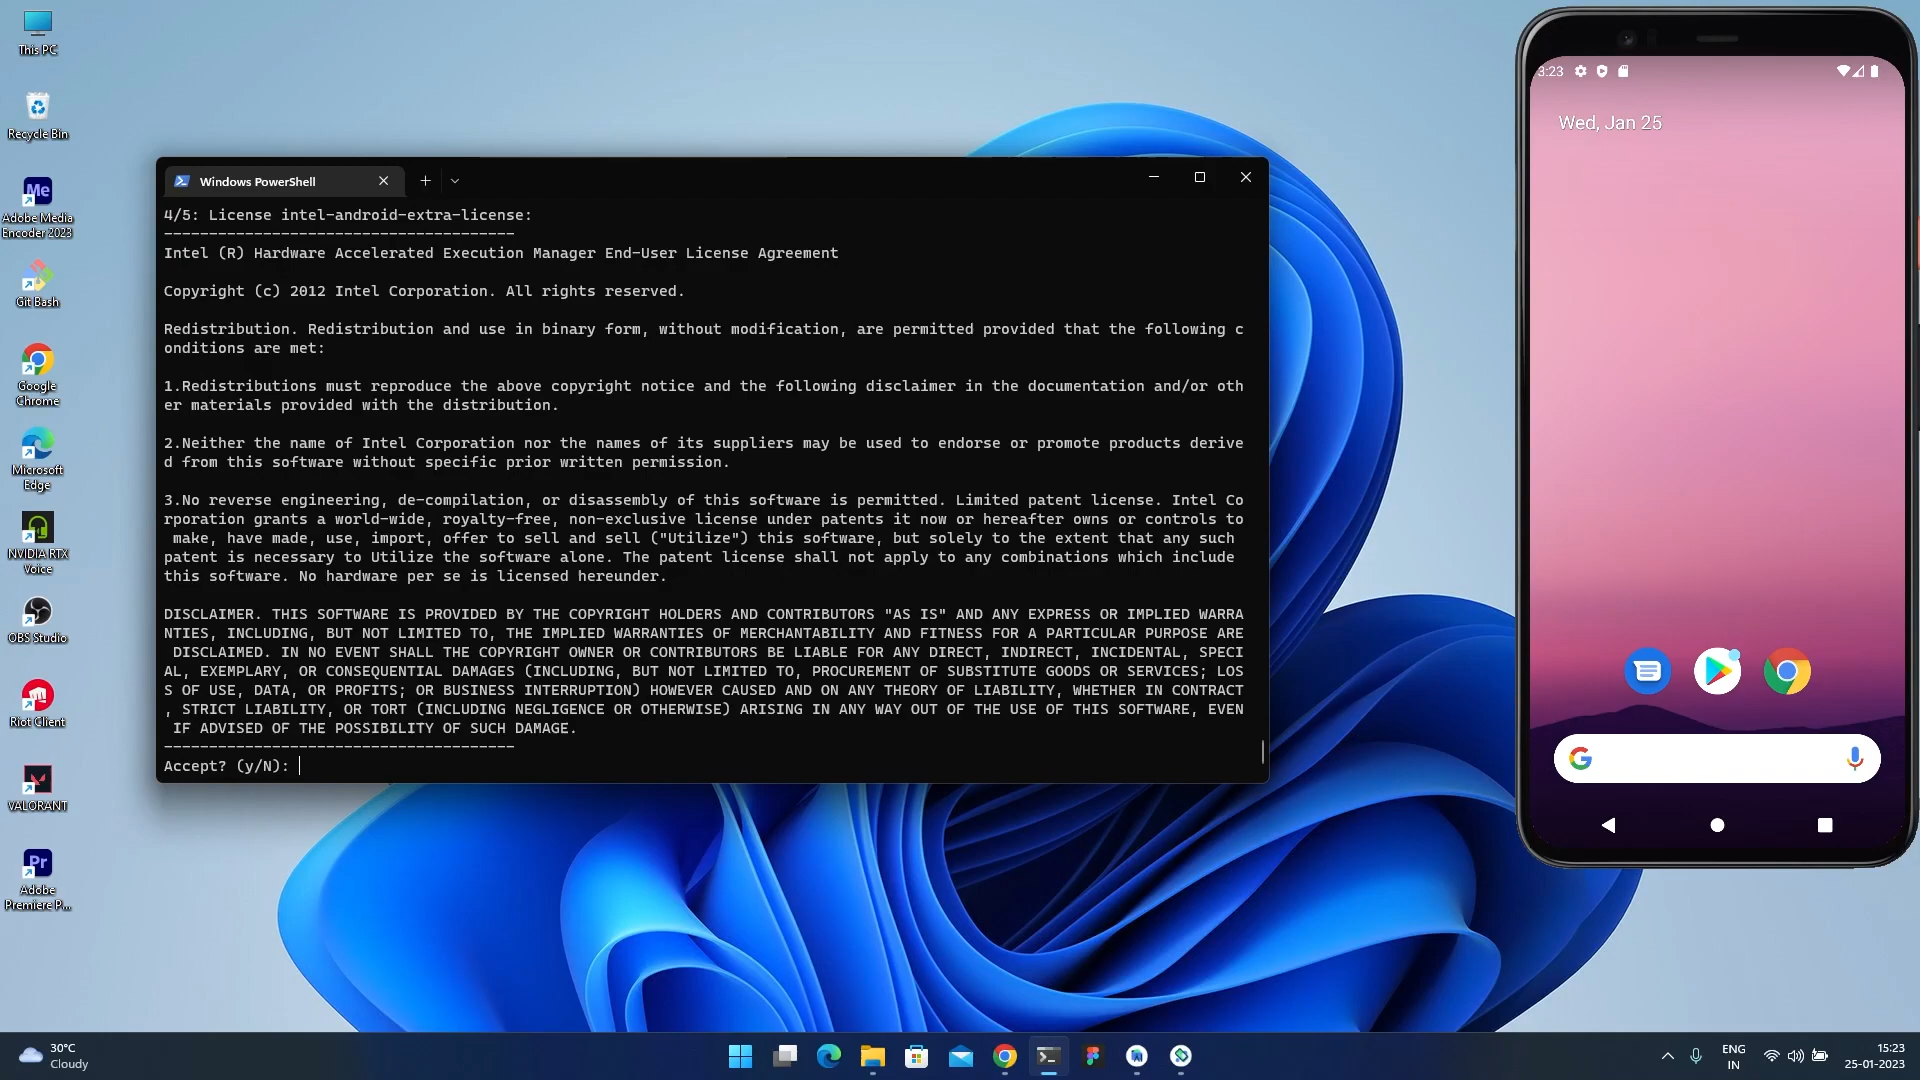 This PC
Recycle Bin
Me
Adobe Media
Encoder 2023
Git Bash
Google
Chrome
Microsoft
Edge
NVIDIA RTX
Voice
OBS Studio
Riot Client
VALORANT
Pr
Adobe
Premiere P...
Windows PowerShell
4/5: License intel-android-extra-license:
---------------------------------------
Intel (R) Hardware Accelerated Execution Manager End-User License Agreement
Copyright (c) 2012 Intel Corporation. All rights reserved.
Redistribution. Redistribution and use in binary form, without modification, are permitted provided that the following c
onditions are met:
1.Redistributions must reproduce the above copyright notice and the following disclaimer in the documentation and/or oth
er materials provided with the distribution.
2.Neither the name of Intel Corporation nor the names of its suppliers may be used to endorse or promote products derive
d from this software without specific prior written permission.
3.No reverse engineering, de-compilation, or disassembly of this software is permitted. Limited patent license. Intel Co
rporation grants a world-wide, royalty-free, non-exclusive license under patents it now or hereafter owns or controls to
 make, have made, use, import, offer to sell and sell ("Utilize") this software, but solely to the extent that any such
patent is necessary to Utilize the software alone. The patent license shall not apply to any combinations which include
this software. No hardware per se is licensed hereunder.
DISCLAIMER. THIS SOFTWARE IS PROVIDED BY THE COPYRIGHT HOLDERS AND CONTRIBUTORS "AS IS" AND ANY EXPRESS OR IMPLIED WARRA
NTIES, INCLUDING, BUT NOT LIMITED TO, THE IMPLIED WARRANTIES OF MERCHANTABILITY AND FITNESS FOR A PARTICULAR PURPOSE ARE
 DISCLAIMED. IN NO EVENT SHALL THE COPYRIGHT OWNER OR CONTRIBUTORS BE LIABLE FOR ANY DIRECT, INDIRECT, INCIDENTAL, SPECI
AL, EXEMPLARY, OR CONSEQUENTIAL DAMAGES (INCLUDING, BUT NOT LIMITED TO, PROCUREMENT OF SUBSTITUTE GOODS OR SERVICES; LOS
S OF USE, DATA, OR PROFITS; OR BUSINESS INTERRUPTION) HOWEVER CAUSED AND ON ANY THEORY OF LIABILITY, WHETHER IN CONTRACT
, STRICT LIABILITY, OR TORT (INCLUDING NEGLIGENCE OR OTHERWISE) ARISING IN ANY WAY OUT OF THE USE OF THIS SOFTWARE, EVEN
 IF ADVISED OF THE POSSIBILITY OF SUCH DAMAGE.
---------------------------------------
Accept? (y/N):
3:23
Wed, Jan 25
30°C
Cloudy
ENG
IN
15:23
25-01-2023